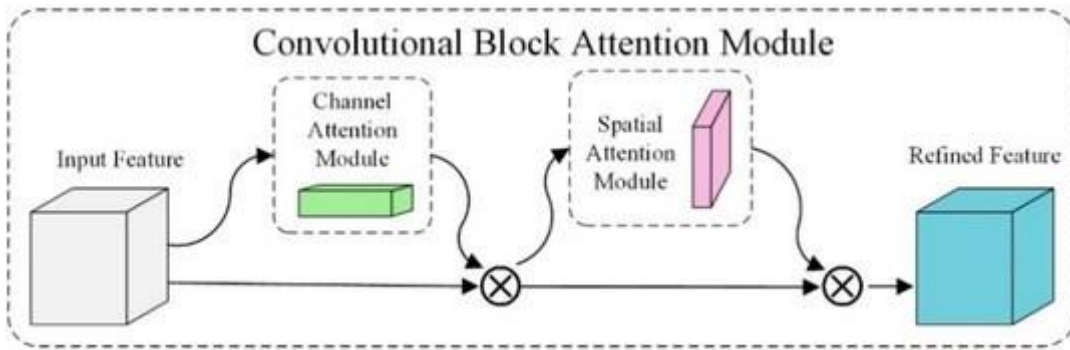 Convolutional Block Attention Module
Channel
Attention
Module
Spatial
Attention
Module
Input Feature
Refined Feature